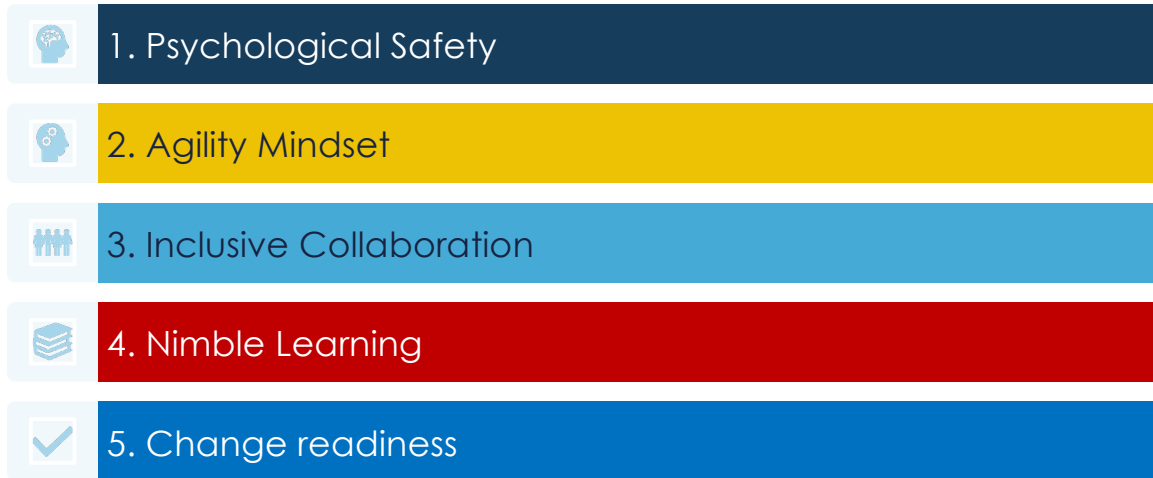 1. Psychological Safety
2. Agility Mindset
3. Inclusive Collaboration
4. Nimble Learning
5. Change readiness